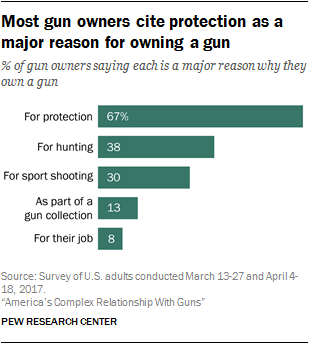 Most gun owners cite protection as a
major reason for owning a gun
% of gun owners saying each is a major reason why they
own a gun
For protection 67%
For hunting 38
For sport shooting 30
As part of a
gun collection 13
For their job 8
Source: Survey of U.S. adults conducted March 13-27 and April 4-
18, 2017.
“America’s Complex Relationship With Guns”
PEW RESEARCH CENTER